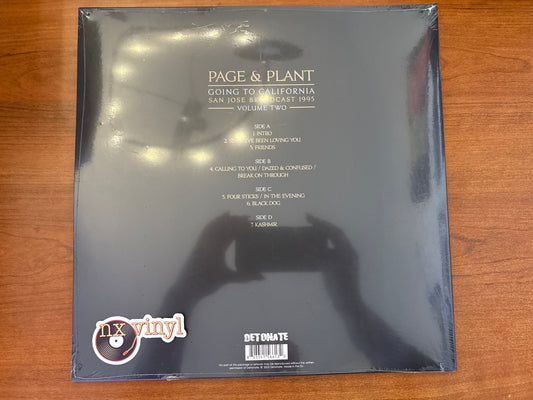 PAGE & PLANT
GOING TO CALIFORNIA
SAN JOSE BROADCAST 1995
VOLUME TWO
SIDE A
1. INTRO
2. SINCE I'VE BEEN LOVING YOU
3. FRIENDS
SIDE B
4. CALLING TO YOU / DAZED & CONFUSED /
BREAK ON THROUGH
SIDE C
5. FOUR STICKS / IN THE EVENING
6. BLACK DOG
SIDE D
7. KASHMIR
nx vinyl
DETONATE